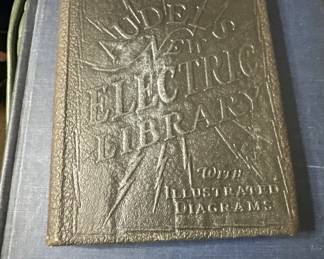 AUDELS
NEW
ELECTRIC
LIBRARY
WITH
ILLUSTRATED
DIAGRAMS